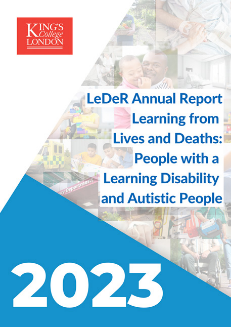 KING'S
College
LONDON
LeDeR Annual Report
Learning from
Lives and Deaths:
People with a
Learning Disability
and Autistic People
2023